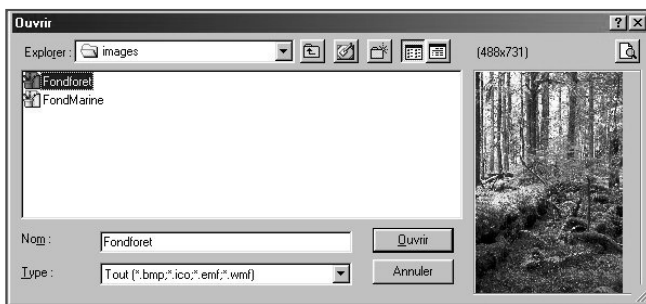 Ouvrir
Explorer : images (488x731)
Fondforet
FondMarine
Nom : Fondforet Ouvrir
Type : Tout (*.bmp;*.ico;*.emf;*.wmf) Annuler